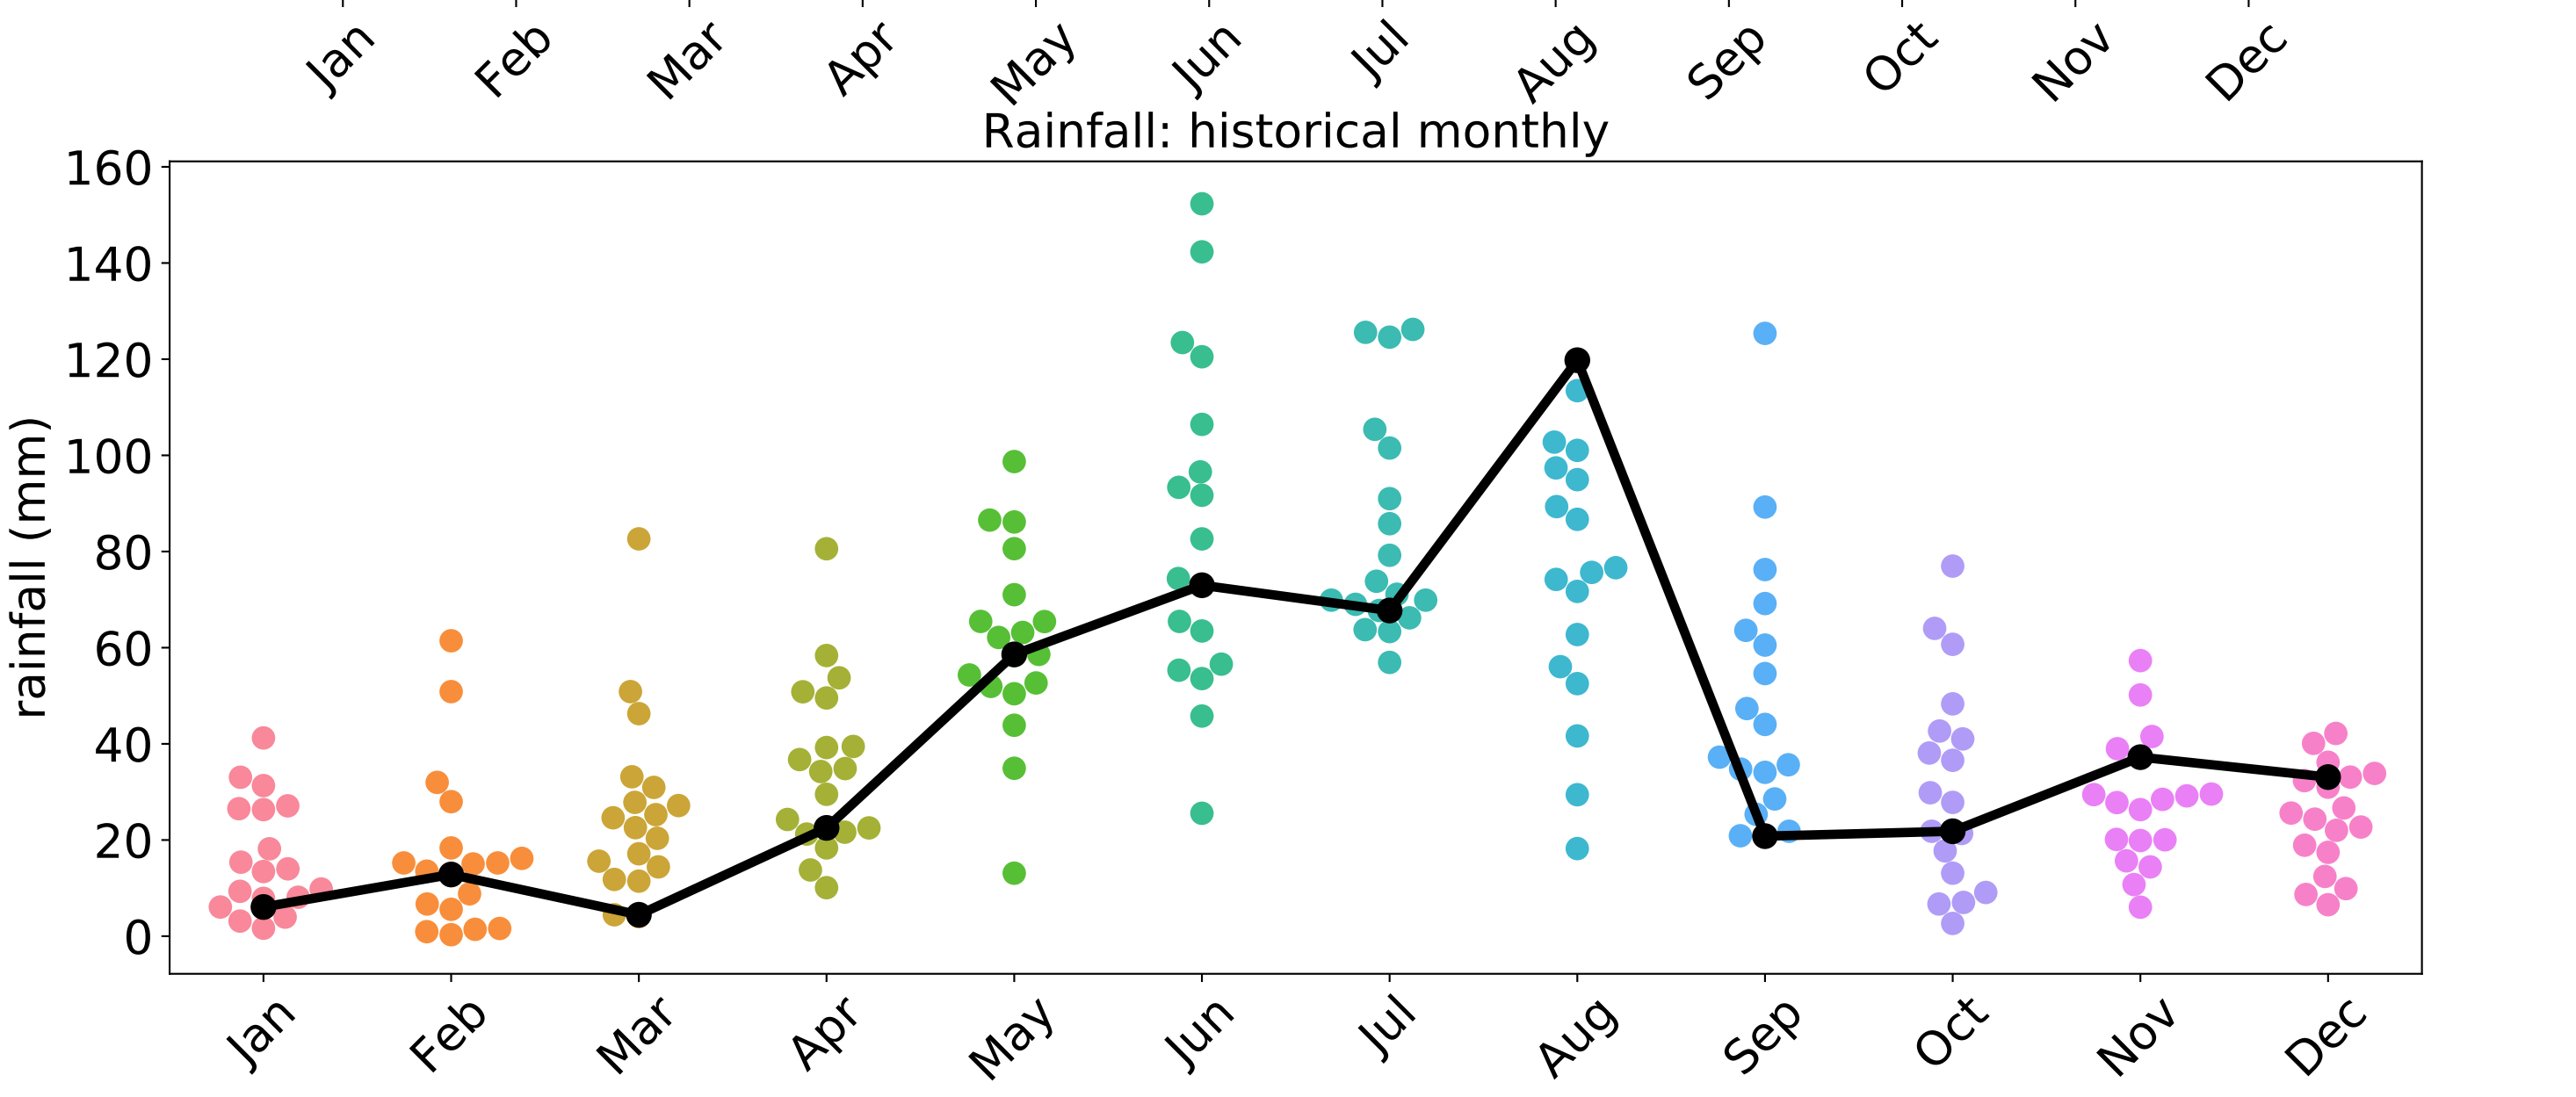 Jan Feb Mar Apr May Jun Jul Aug Sep Oct Nov Dec
Rainfall: historical monthly
rainfall (mm)
160
140
120
100
80
60
40
20
0
Jan Feb Mar Apr May Jun Jul Aug Sep Oct Nov Dec